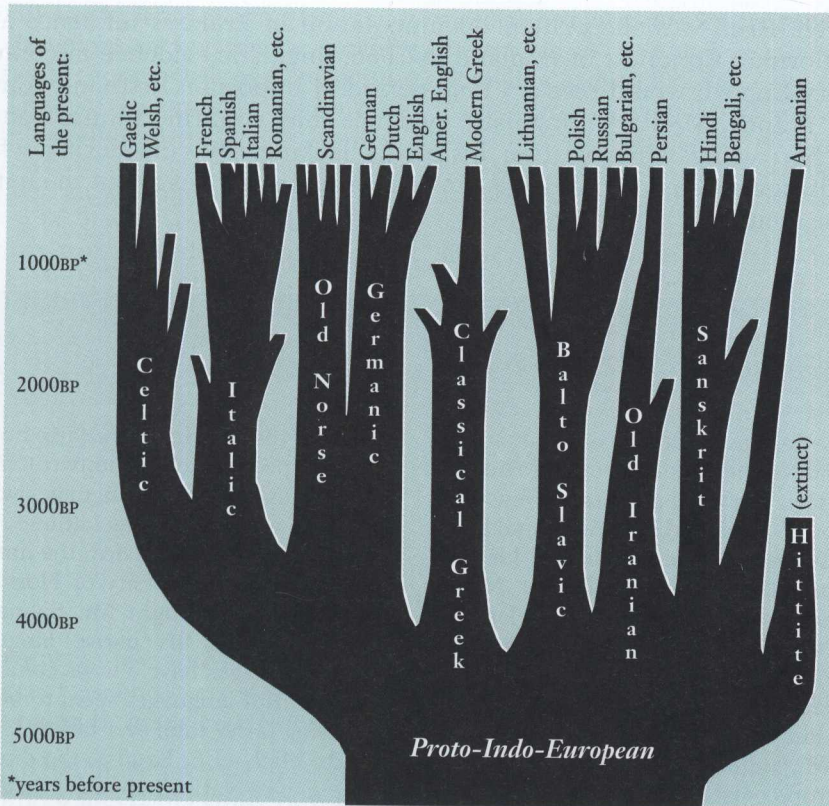 Languages of
the present:
Gaelic
Welsh, etc.
French
Spanish
Italian
Romanian, etc.
Scandinavian
German
Dutch
English
Amer. English
Modern Greek
Lithuanian, etc.
Polish
Russian
Bulgarian, etc.
Persian
Hindi
Bengali, etc.
Armenian
1000BP*
2000BP
3000BP
4000BP
5000BP
Celtic
Italic
Old Norse
Germanic
Classical Greek
Balto Slavic
Old Iranian
Sanskrit
Hittite
(extinct)
Proto-Indo-European
*years before present